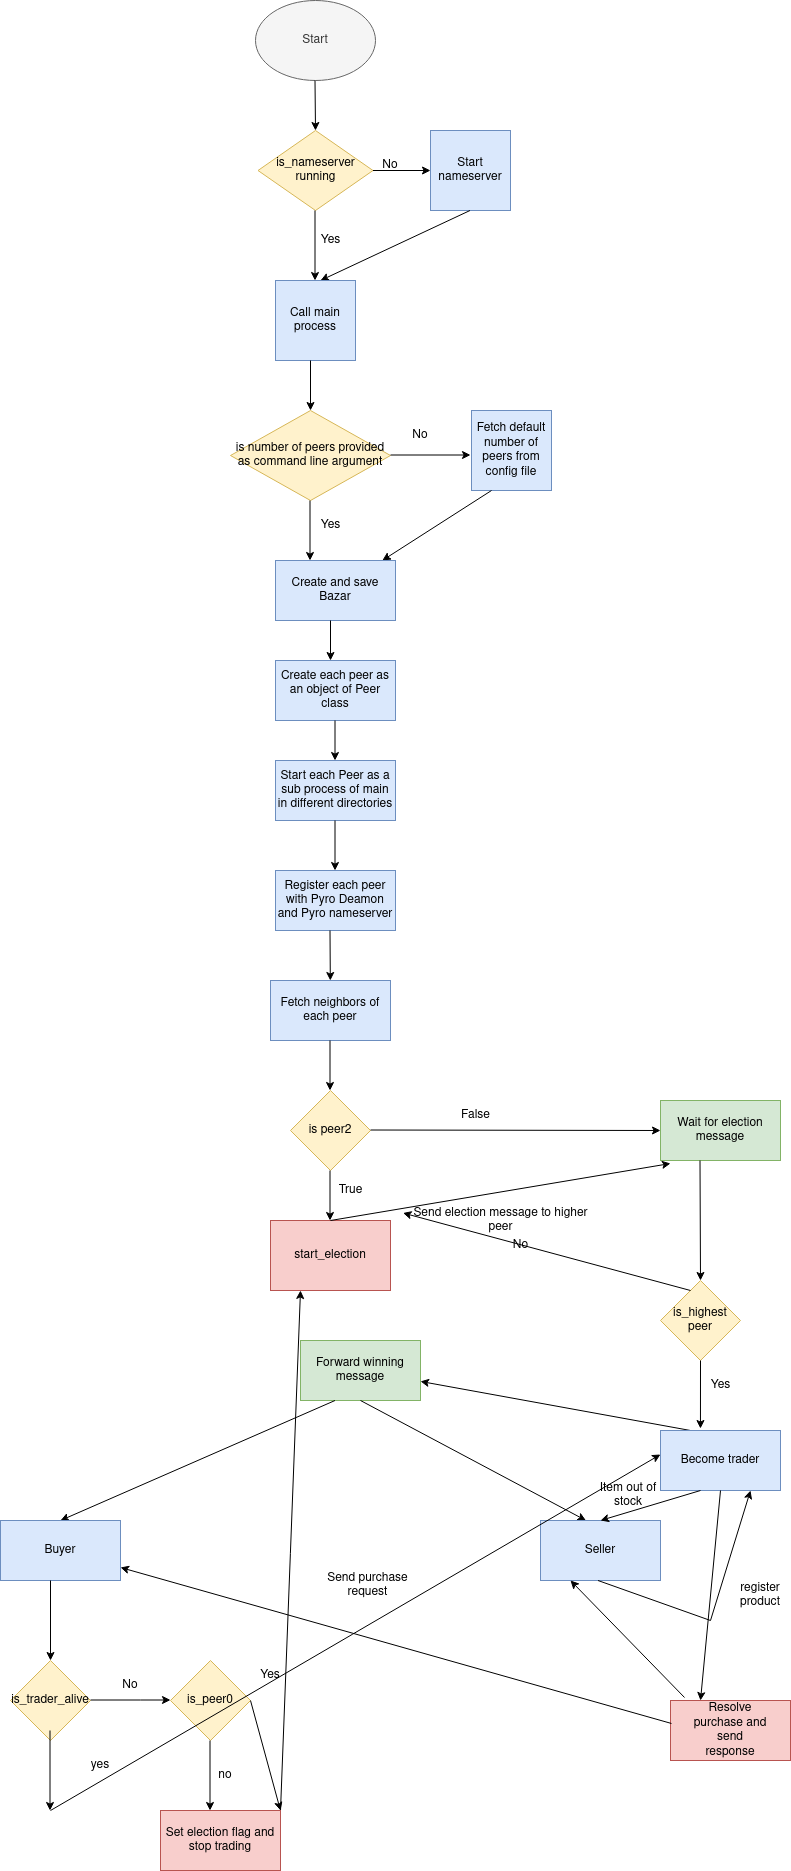 Start
is_nameserver
running
No
Start
nameserver
Yes
Call main
process
is number of peers provided
as command line argument
No
Fetch default
number of
peers from
config file
Yes
Create and save
Bazar
Create each peer as
an object of Peer
class
Start each Peer as a
sub process of main
in different directories
Register each peer
with Pyro Deamon
and Pyro nameserver
Fetch neighbors of
each peer
is peer2
False
Wait for election
message
True
Send election message to higher
peer
No
start_election
is_highest
peer
Forward winning
message
Yes
Become trader
Item out of
stock
Buyer
Seller
Send purchase
request
register
product
is_trader_alive
No
is_peer0
Yes
Resolve
purchase and
send
response
yes
no
Set election flag and
stop trading